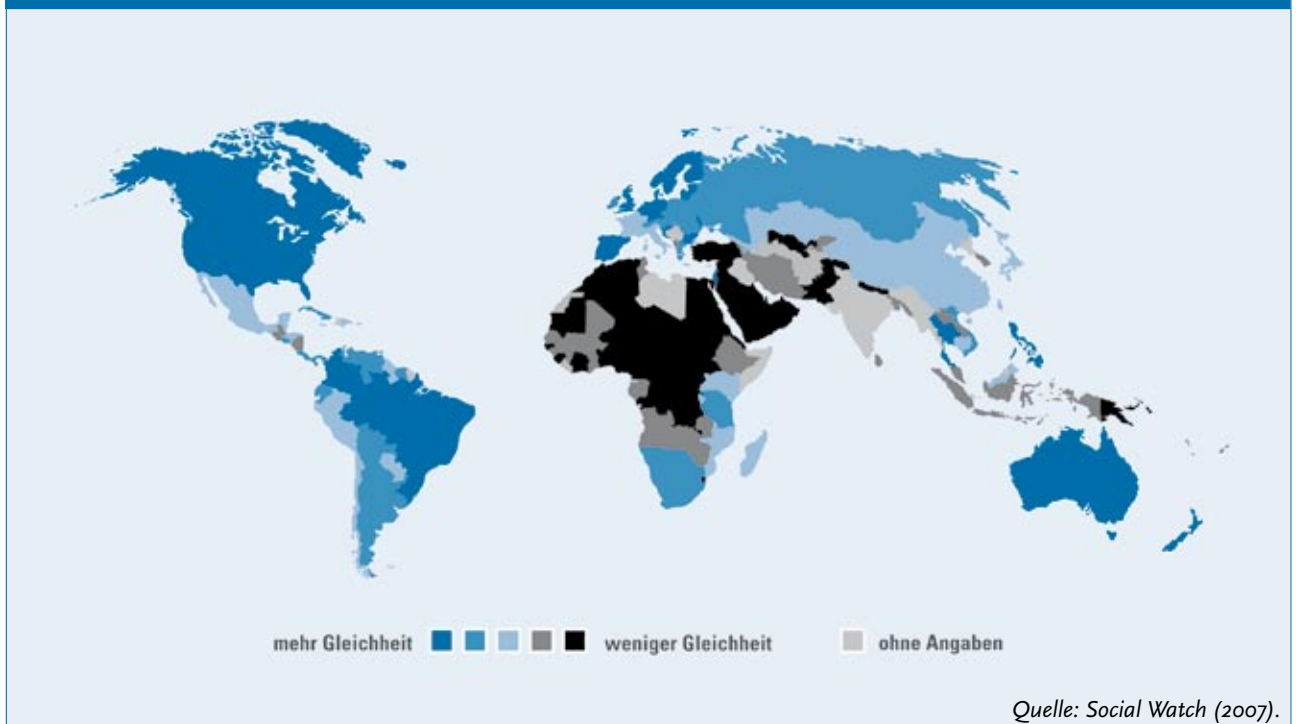 mehr Gleichheit weniger Gleichheit ohne Angaben
Quelle: Social Watch (2007).